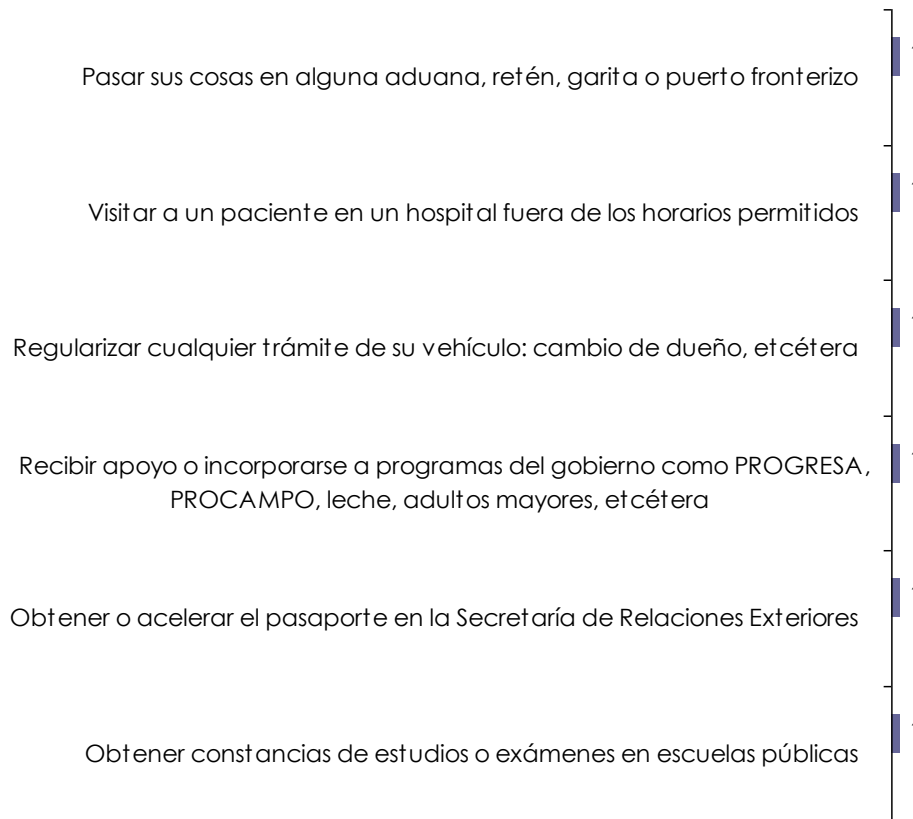 Pasar sus cosas en alguna aduana, retén, garita o puerto fronterizo
Visitar a un paciente en un hospital fuera de los horarios permitidos
Regularizar cualquier trámite de su vehículo: cambio de dueño, etcétera
Recibir apoyo o incorporarse a programas del gobierno como PROGRESA,
PROCAMPO, leche, adultos mayores, etcétera
Obtener o acelerar el pasaporte en la Secretaría de Relaciones Exteriores
Obtener constancias de estudios o exámenes en escuelas públicas